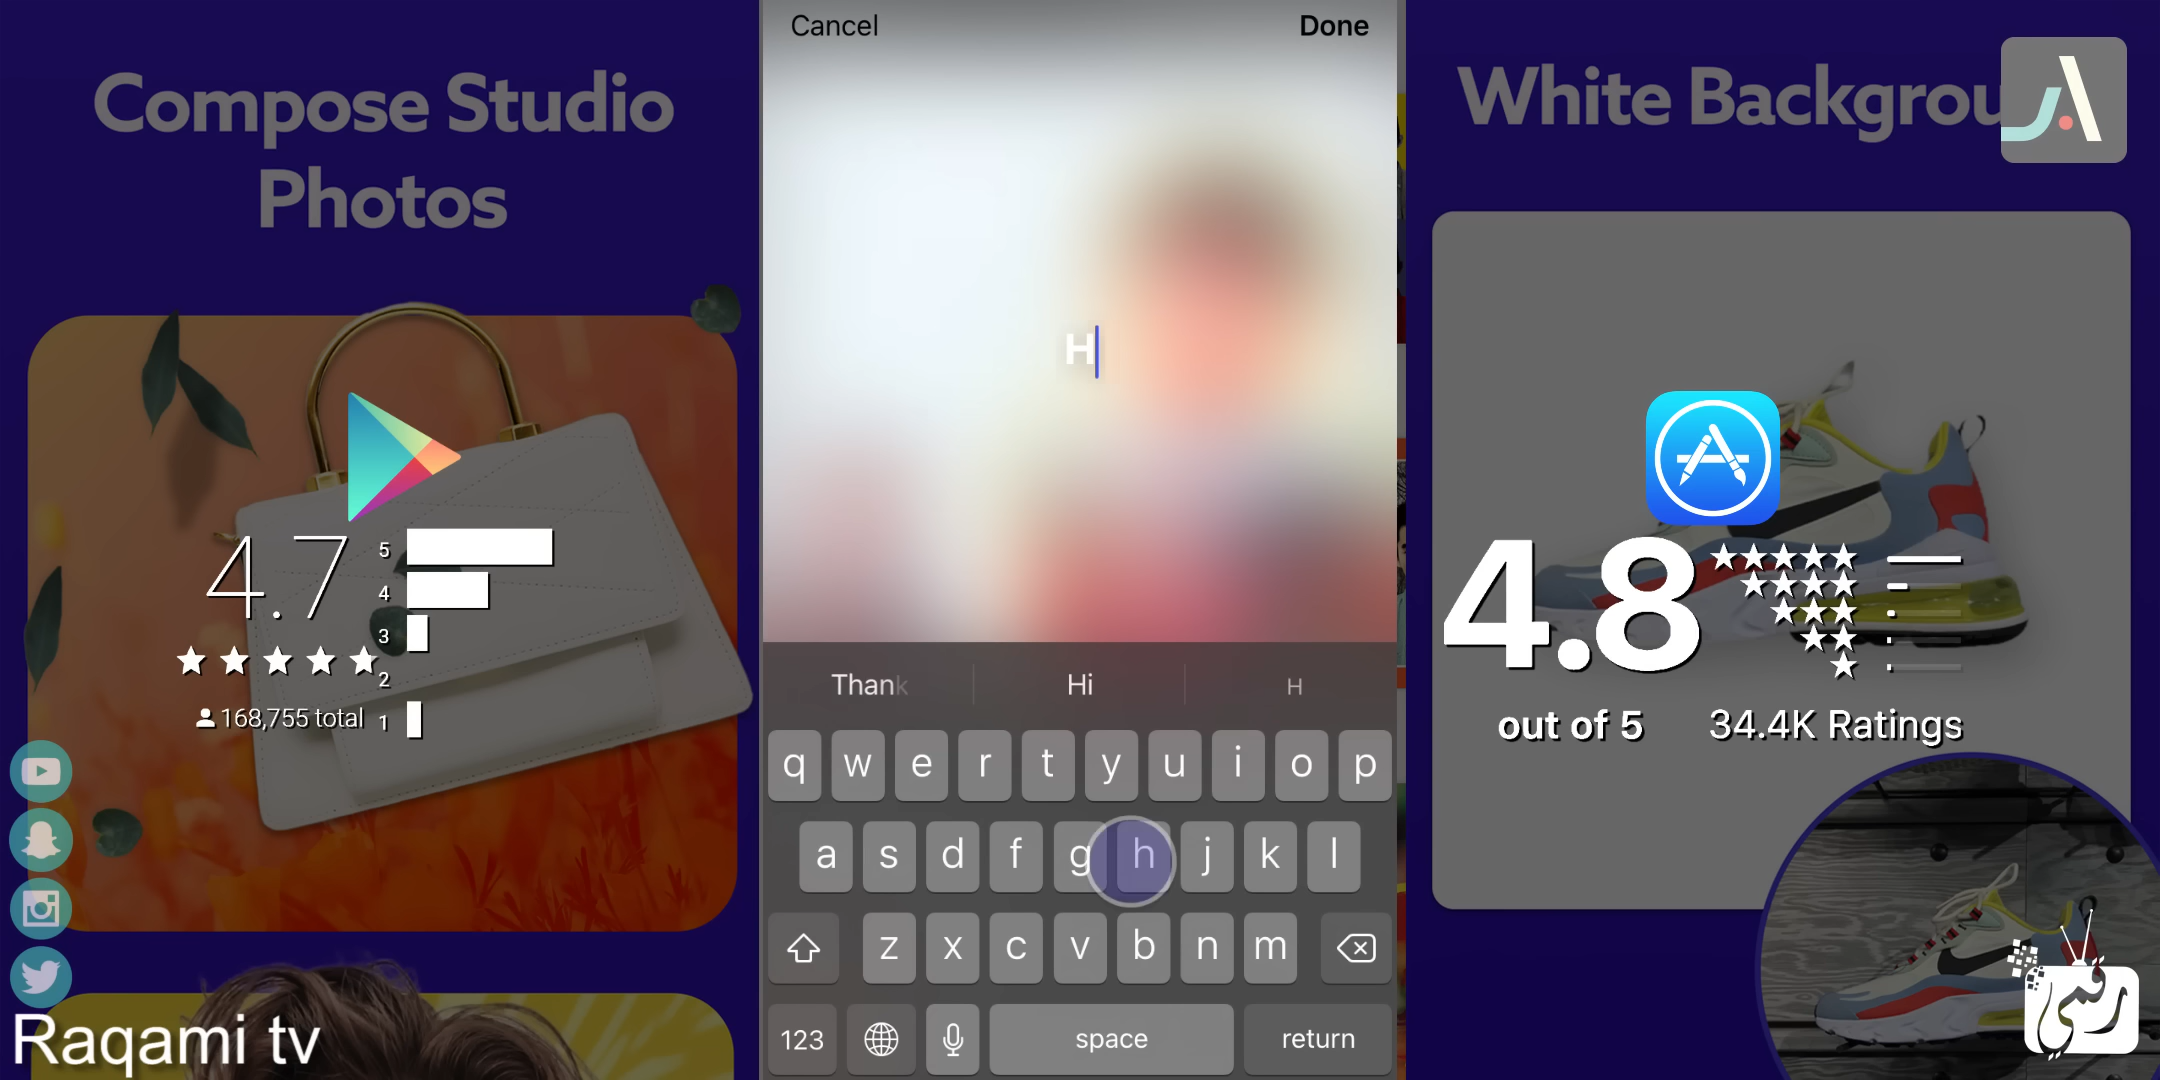 Compose Studio
Photos
4.7
5
4
3
2
1
168,755 total
Raqami tv
Cancel
Done
H
Thank
Hi
H
q w e r t y u i o p
a s d f g h j k l
z x c v b n m
123
space
return
White Backgrou
4.8
out of 5
34.4K Ratings
رقمي